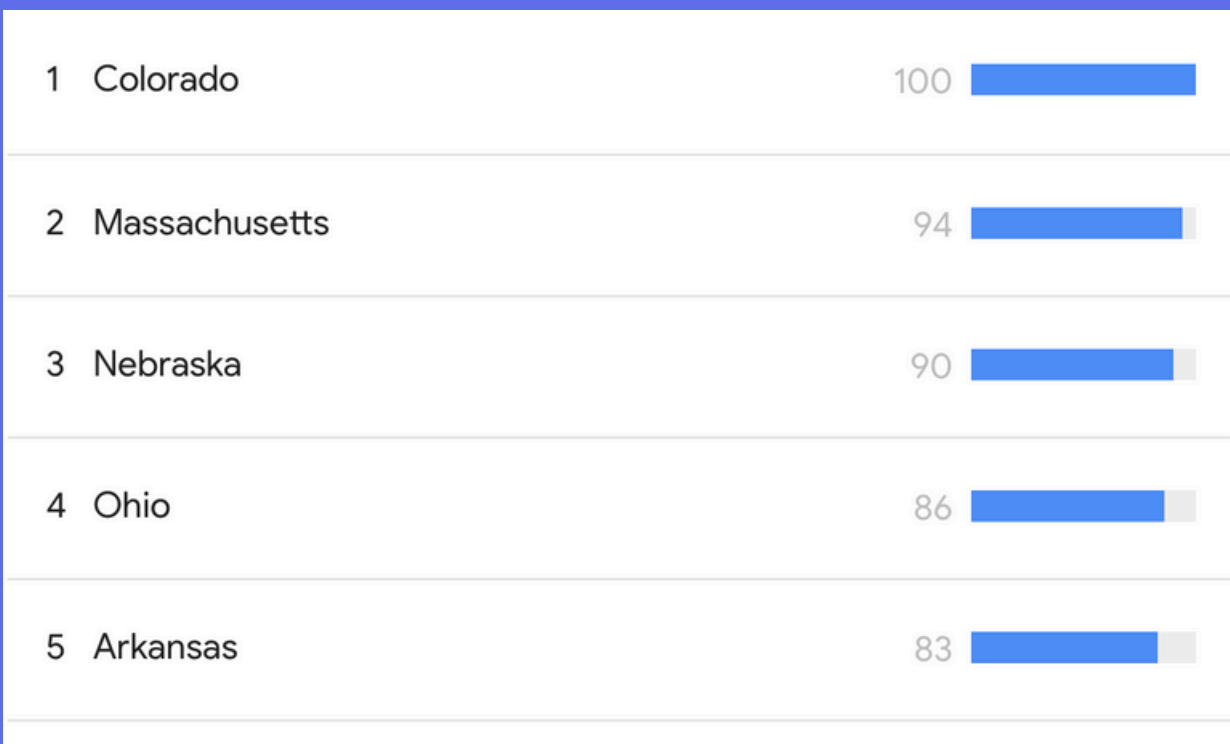 1 Colorado 100
2 Massachusetts 94
3 Nebraska 90
4 Ohio 86
5 Arkansas 83